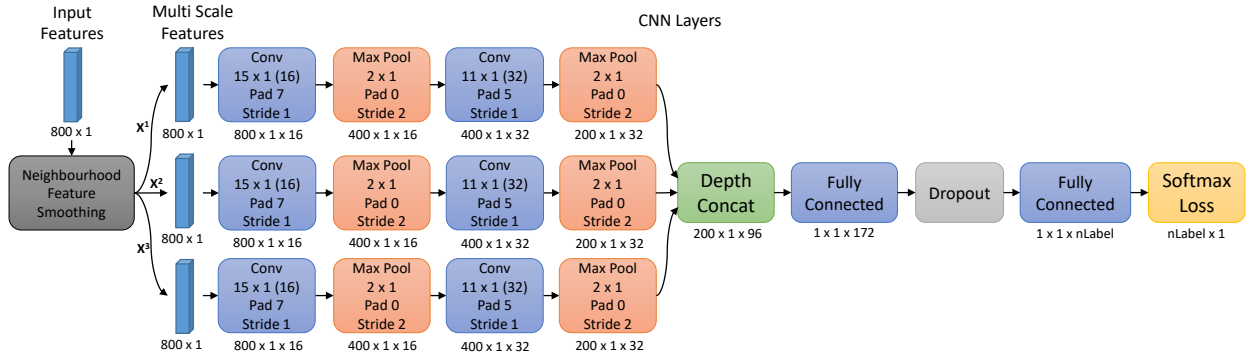 Input
Features
Multi Scale
Features
CNN Layers
800 x 1
Neighbourhood
Feature
Smoothing
X¹
X²
X³
800 x 1
Conv
15 x 1 (16)
Pad 7
Stride 1
800 x 1 x 16
Max Pool
2 x 1
Pad 0
Stride 2
400 x 1 x 16
Conv
11 x 1 (32)
Pad 5
Stride 1
400 x 1 x 32
Max Pool
2 x 1
Pad 0
Stride 2
200 x 1 x 32
800 x 1
Conv
15 x 1 (16)
Pad 7
Stride 1
800 x 1 x 16
Max Pool
2 x 1
Pad 0
Stride 2
400 x 1 x 16
Conv
11 x 1 (32)
Pad 5
Stride 1
400 x 1 x 32
Max Pool
2 x 1
Pad 0
Stride 2
200 x 1 x 32
800 x 1
Conv
15 x 1 (16)
Pad 7
Stride 1
800 x 1 x 16
Max Pool
2 x 1
Pad 0
Stride 2
400 x 1 x 16
Conv
11 x 1 (32)
Pad 5
Stride 1
400 x 1 x 32
Max Pool
2 x 1
Pad 0
Stride 2
200 x 1 x 32
Depth
Concat
200 x 1 x 96
Fully
Connected
1 x 1 x 172
Dropout
Fully
Connected
1 x 1 x nLabel
Softmax
Loss
nLabel x 1